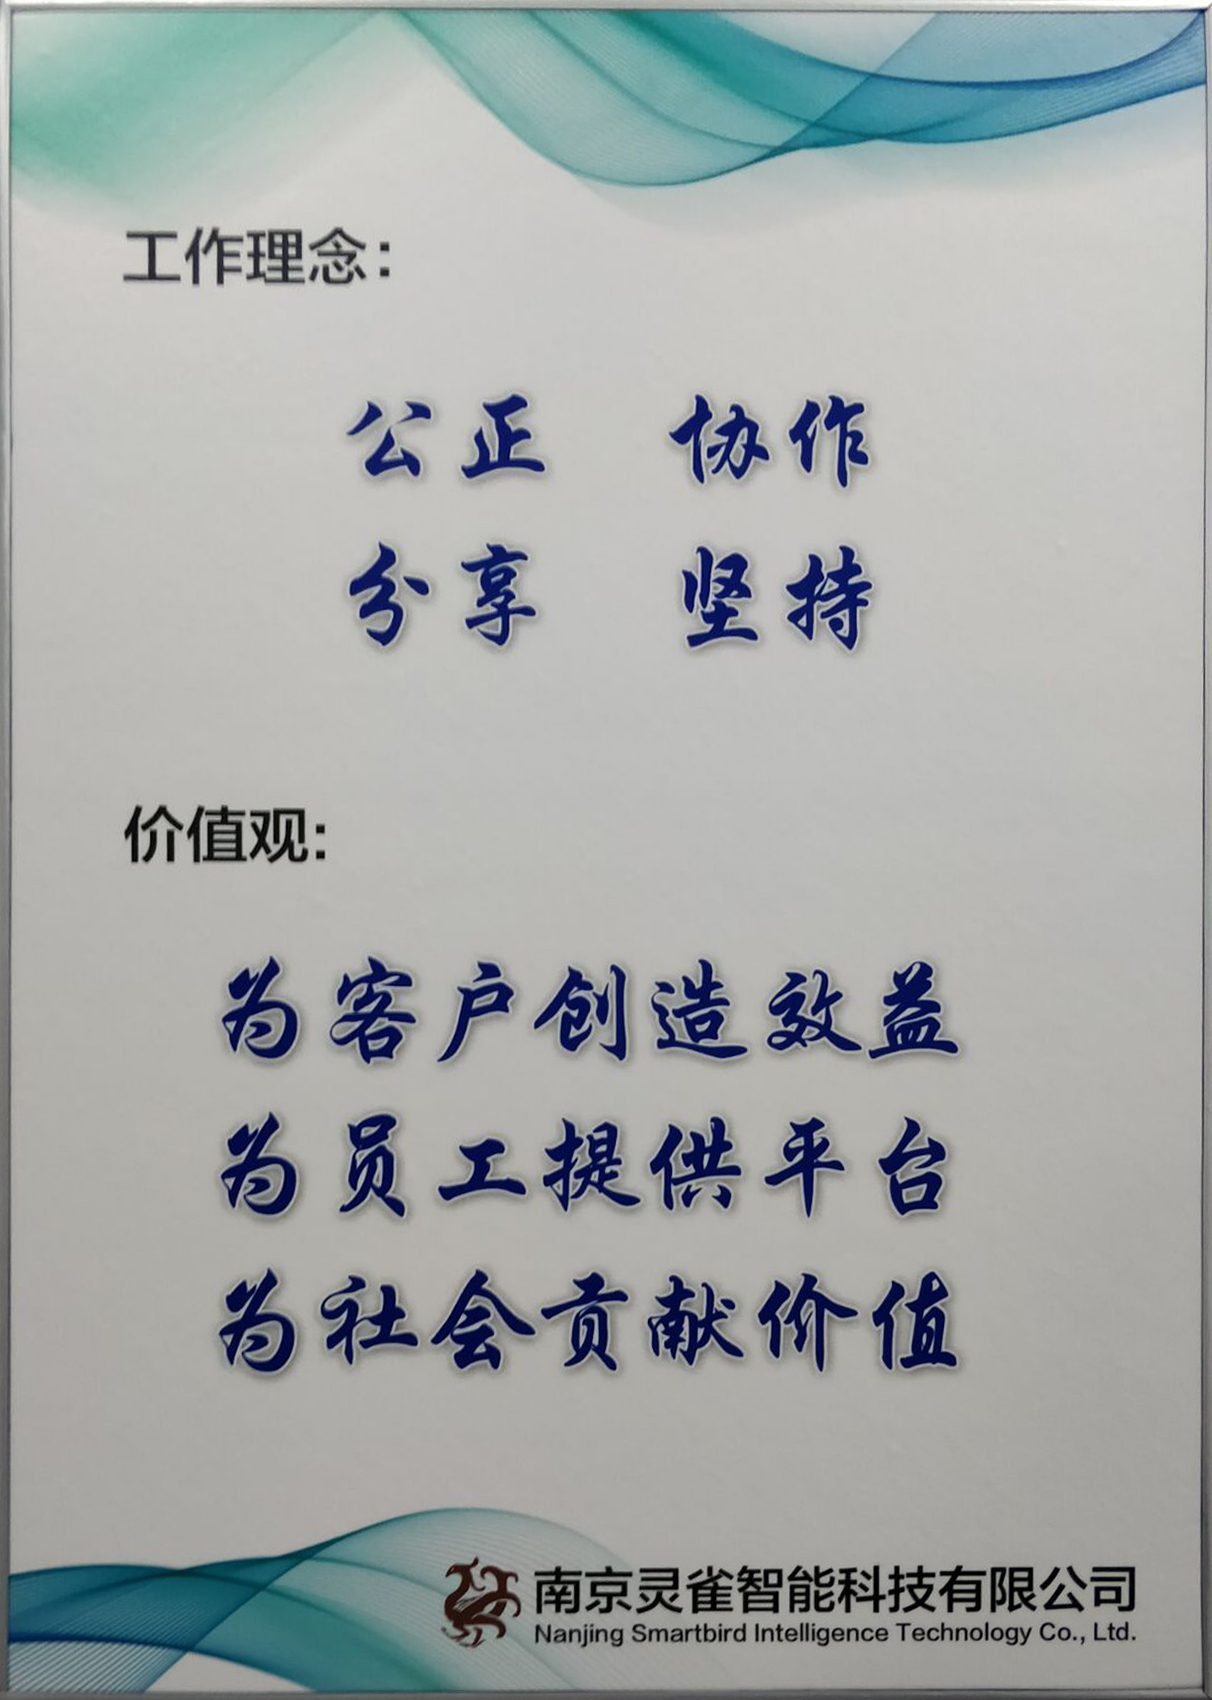 工作理念：
公正 协作
分享 坚持
价值观：
为客户创造效益
为员工提供平台
为社会贡献价值
南京灵雀智能科技有限公司
Nanjing Smartbird Intelligence Technology Co., Ltd.